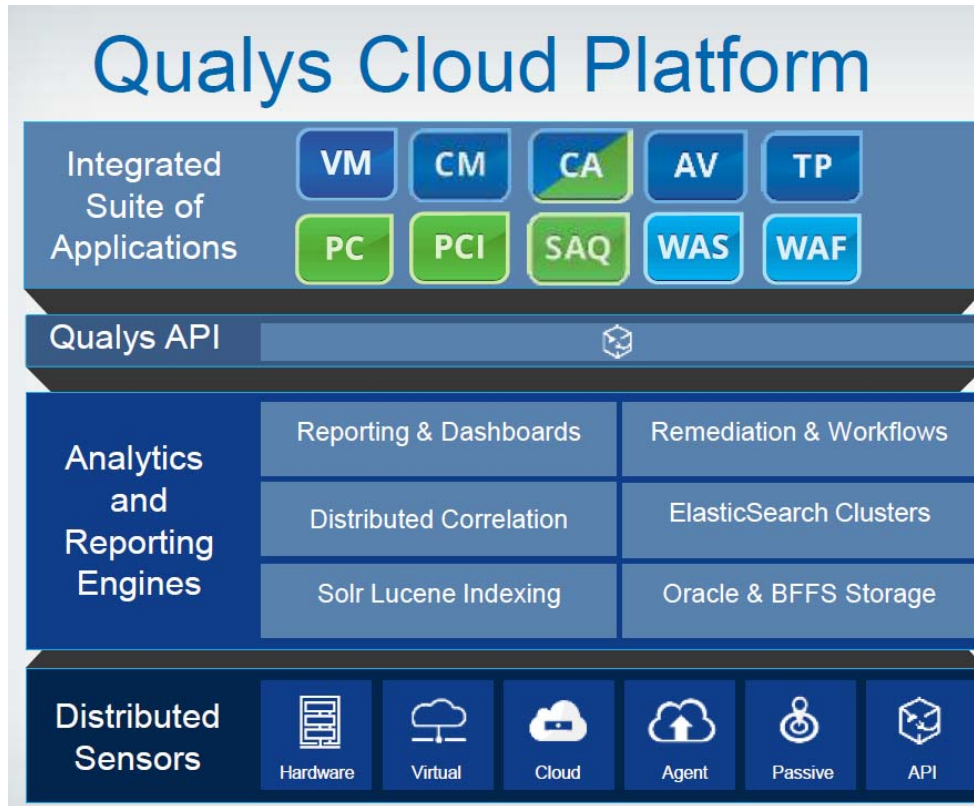 Qualys Cloud Platform
Integrated
Suite of
Applications
VM CM CA AV TP
PC PCI SAQ WAS WAF
Qualys API
Analytics
and
Reporting
Engines
Reporting & Dashboards Remediation & Workflows
Distributed Correlation ElasticSearch Clusters
Solr Lucene Indexing Oracle & BFFS Storage
Distributed
Sensors
Hardware Virtual Cloud Agent Passive API